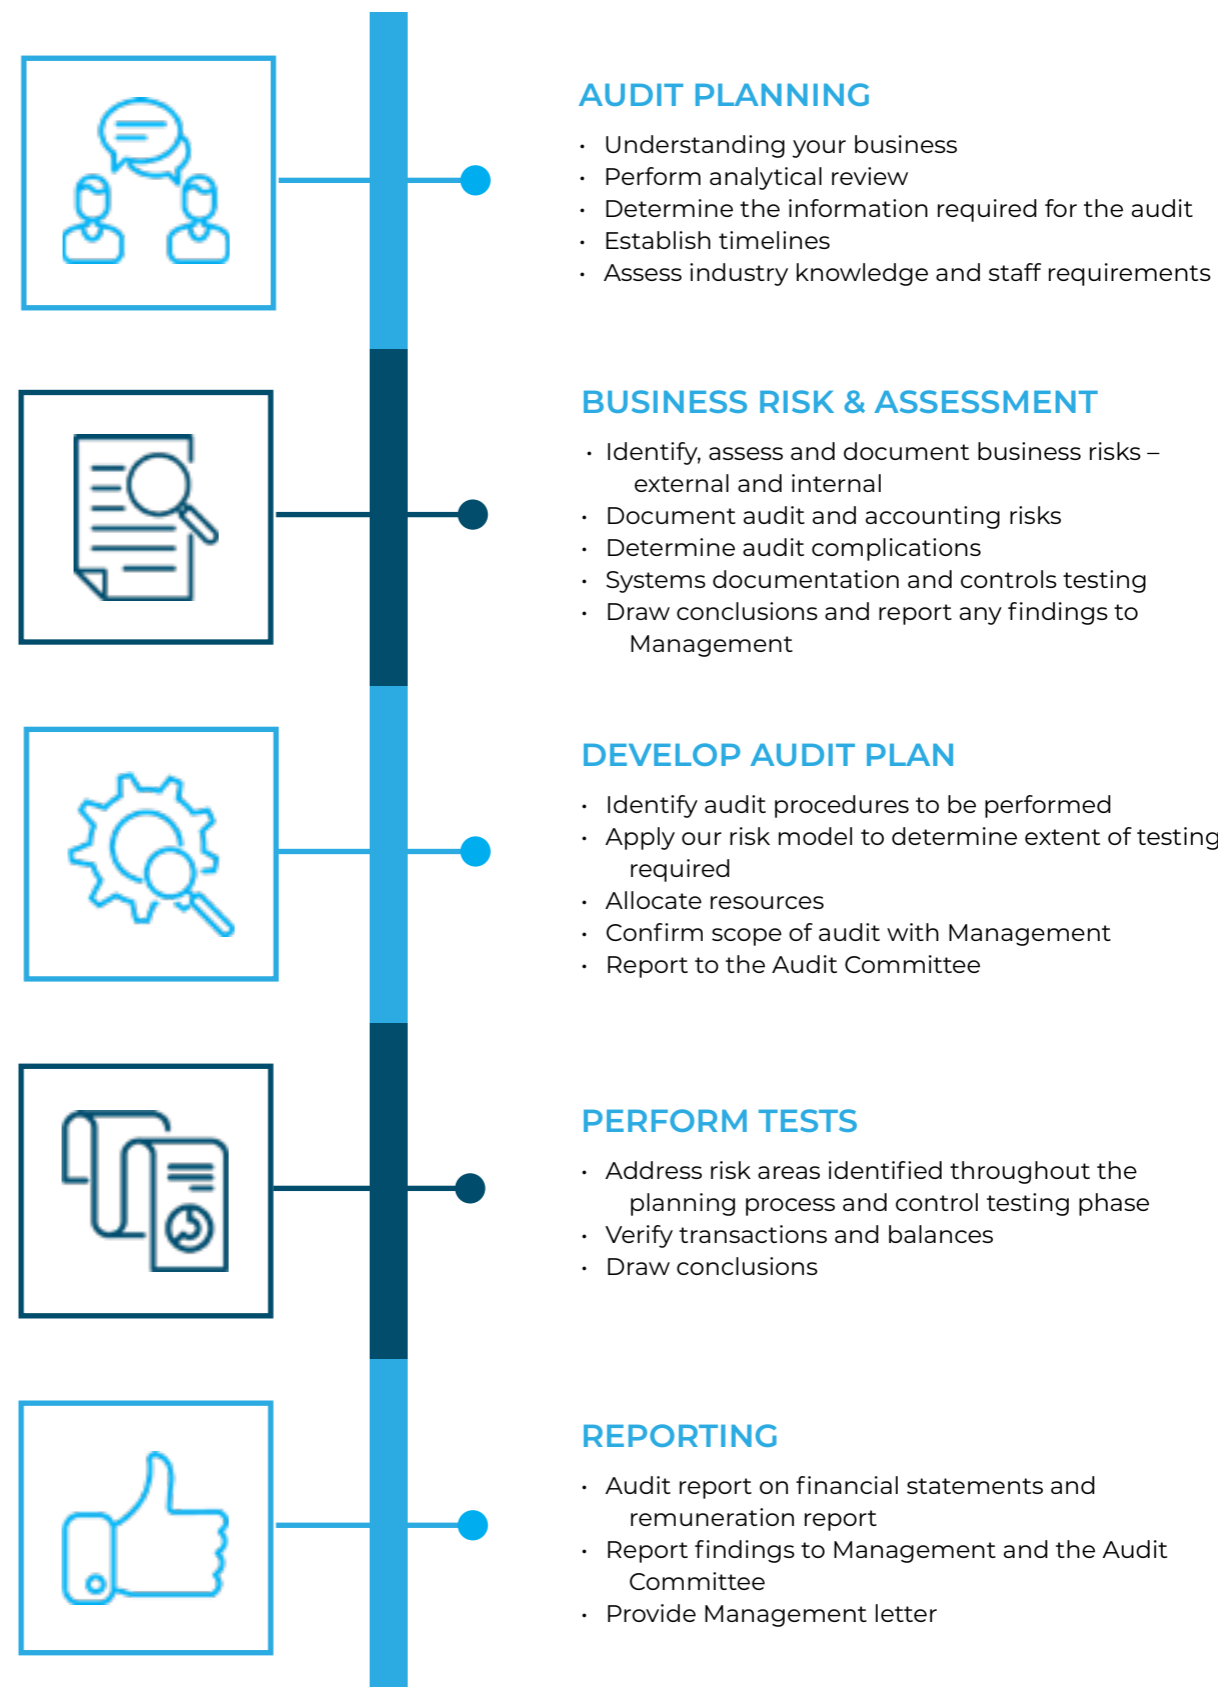 AUDIT PLANNING
· Understanding your business
· Perform analytical review
· Determine the information required for the audit
· Establish timelines
· Assess industry knowledge and staff requirements
BUSINESS RISK & ASSESSMENT
· Identify, assess and document business risks –
external and internal
· Document audit and accounting risks
· Determine audit complications
· Systems documentation and controls testing
· Draw conclusions and report any findings to
Management
DEVELOP AUDIT PLAN
· Identify audit procedures to be performed
· Apply our risk model to determine extent of testing
required
· Allocate resources
· Confirm scope of audit with Management
· Report to the Audit Committee
PERFORM TESTS
· Address risk areas identified throughout the
planning process and control testing phase
· Verify transactions and balances
· Draw conclusions
REPORTING
· Audit report on financial statements and
remuneration report
· Report findings to Management and the Audit
Committee
· Provide Management letter